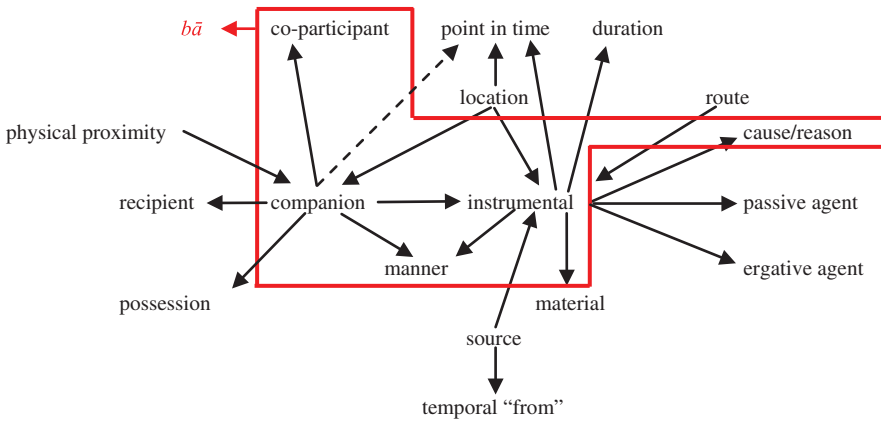 bā
co-participant
point in time
duration
location
route
physical proximity
cause/reason
recipient
companion
instrumental
passive agent
manner
ergative agent
possession
material
source
temporal “from”